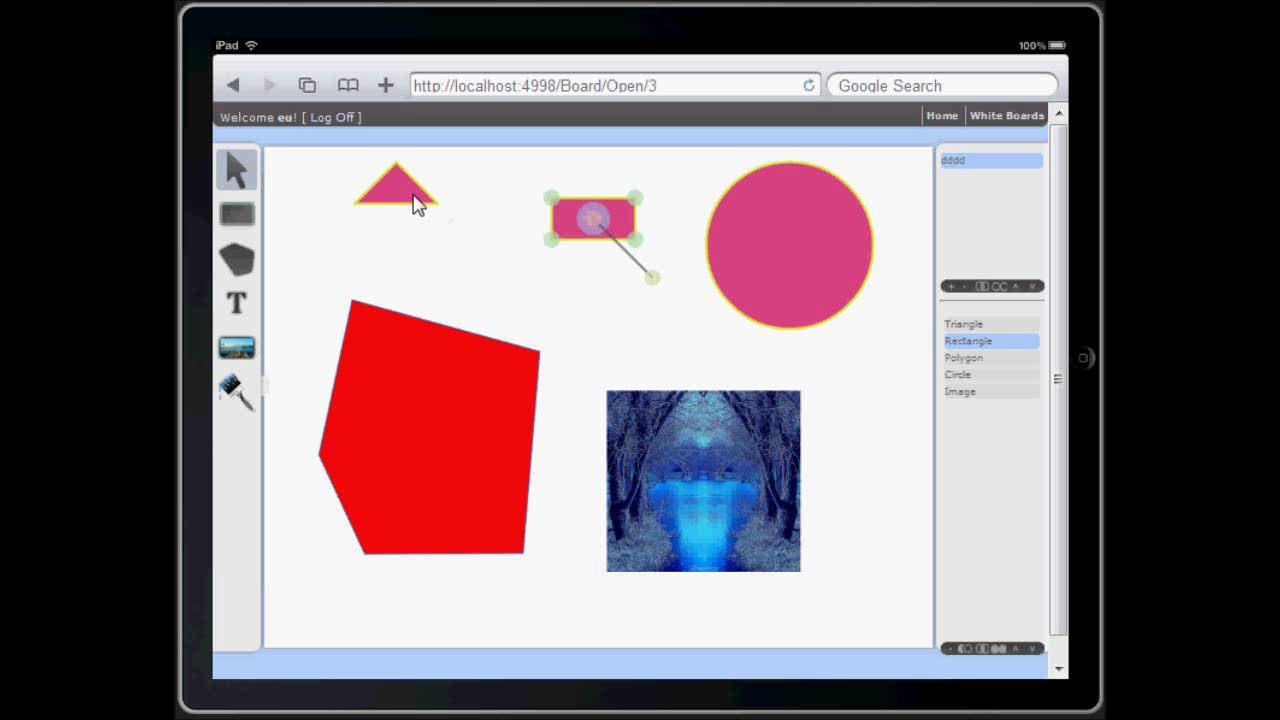 iPad 100%
http://localhost:4998/Board/Open/3 Google Search
Welcome eu! [ Log Off ] Home White Boards
dddd
T
Triangle
Rectangle
Polygon
Circle
Image